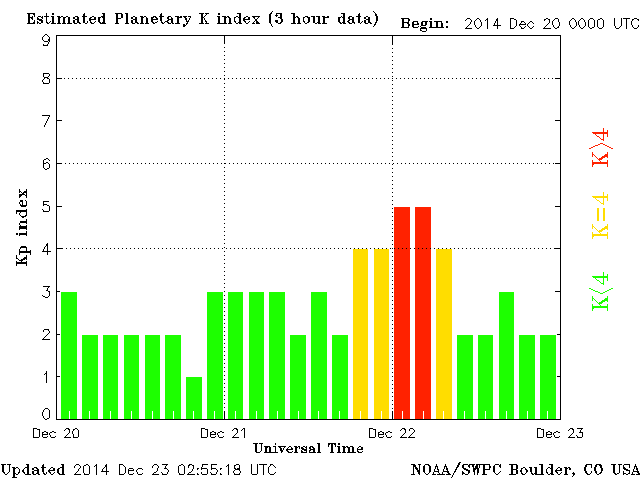 Estimated Planetary K index (3 hour data) Begin: 2014 Dec 20 0000 UTC
9
8
7
6
5
4
3
2
1
0
Kp index
Dec 20 Dec 21 Dec 22 Dec 23
Universal Time
K>4
K=4
K<4
Updated 2014 Dec 23 02:55:18 UTC NOAA/SWPC Boulder, CO USA